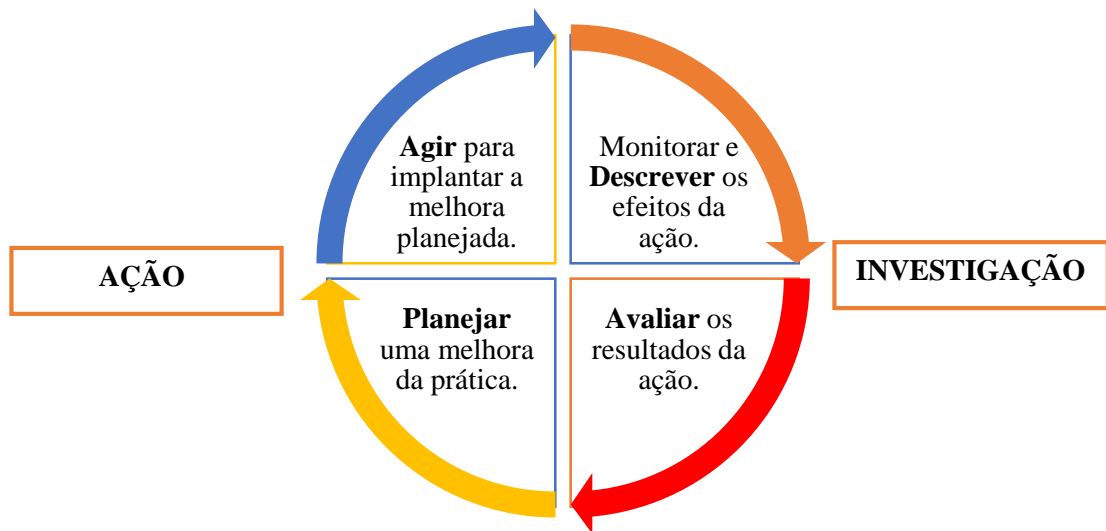 Agir para
implantar a
melhora
planejada.
Monitorar e
Descrever os
efeitos da
ação.
AÇÃO
INVESTIGAÇÃO
Planejar
uma melhora
da prática.
Avaliar os
resultados da
ação.